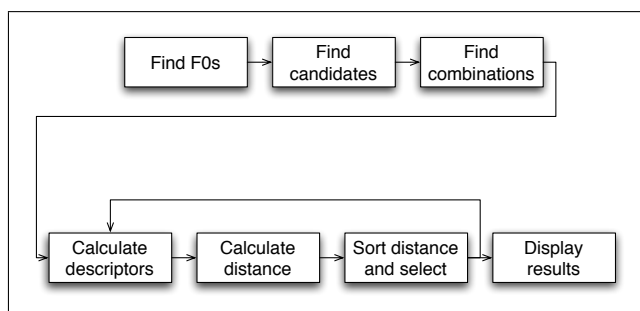 Find F0s
Find
candidates
Find
combinations
Calculate
descriptors
Calculate
distance
Sort distance
and select
Display
results